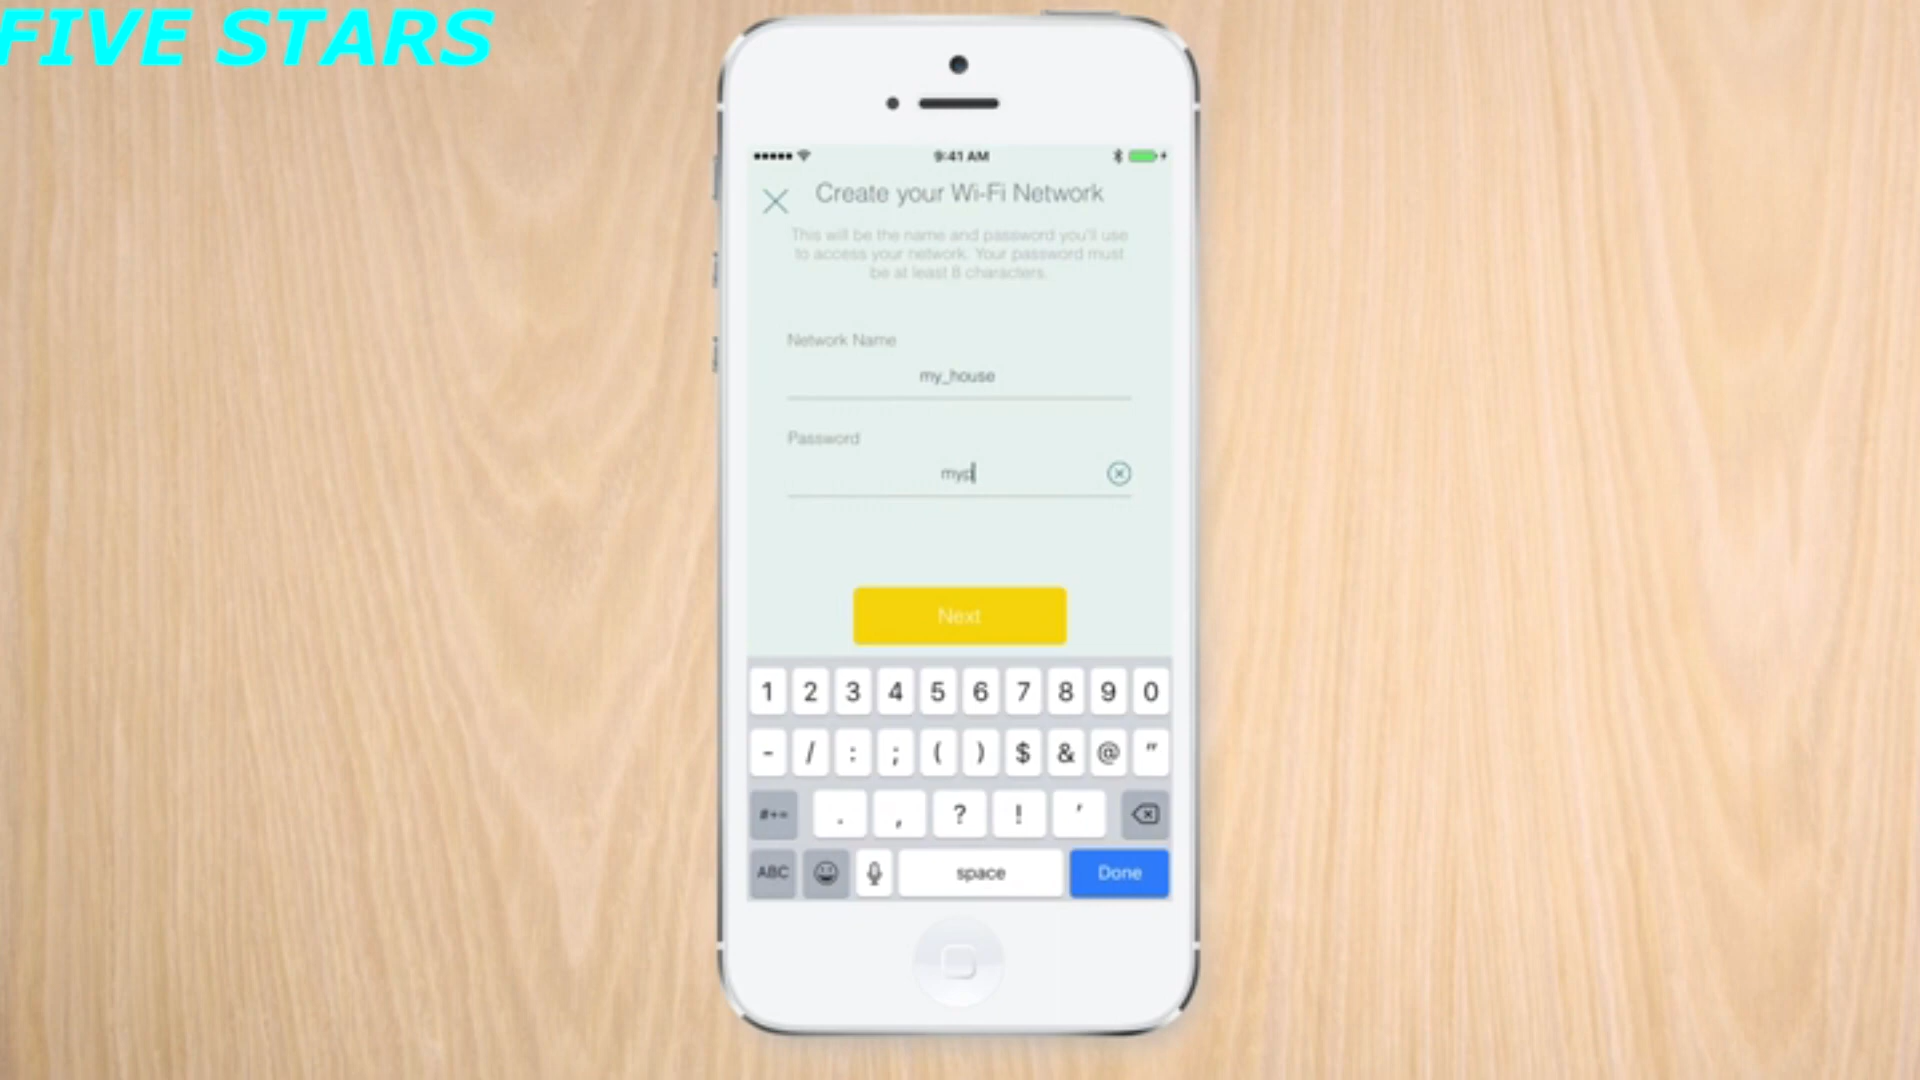 FIVE STARS
9:41 AM
Create your Wi-Fi Network
This will be the name and password you'll use
to access your network. Your password must
be at least 8 characters.
Network Name
my_house
Password
myp
Next
1 2 3 4 5 6 7 8 9 0
- / : ; ( ) $ & @ "
#+= . , ? ! '
ABC space Done